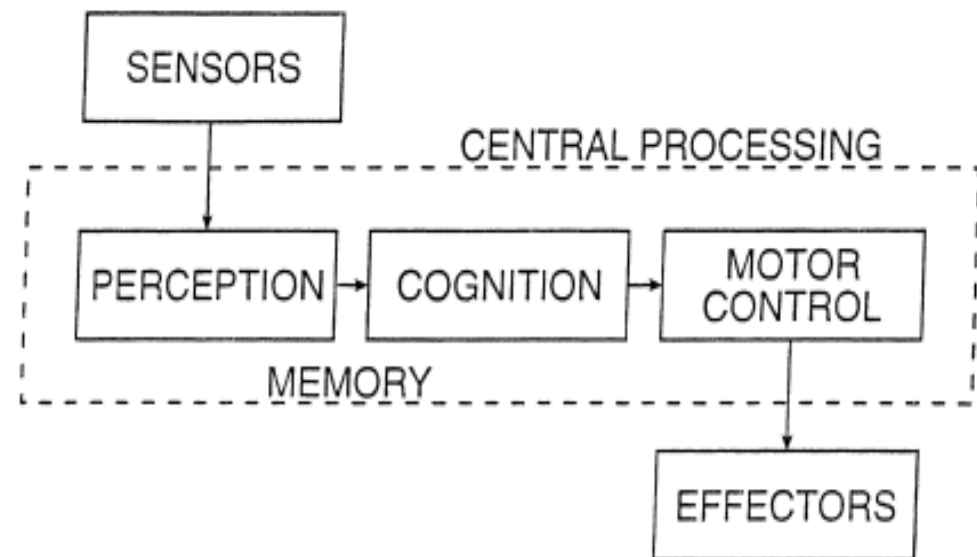 SENSORS
CENTRAL PROCESSING
PERCEPTION
COGNITION
MOTOR
CONTROL
MEMORY
EFFECTORS